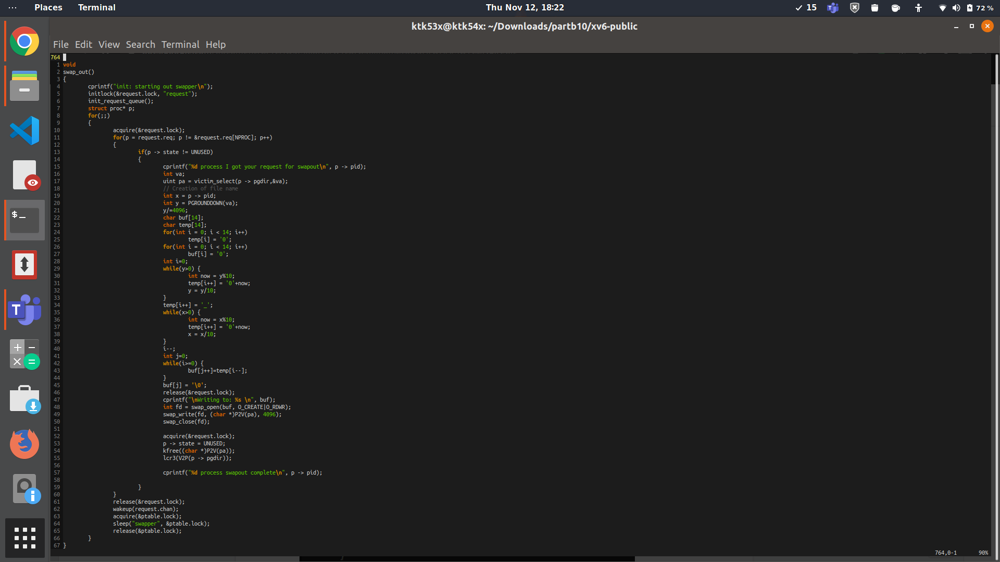 Places Terminal Thu Nov 12, 18:22 15 72 %
ktk53x@ktk54x: ~/Downloads/partb10/xv6-public
File Edit View Search Terminal Help
764
1 void
2 swap_out()
3 {
4 cprintf("init: starting out swapper\n");
5 initlock(&request.lock, "request");
6 init_request_queue();
7 struct proc* p;
8 for(;;)
9 {
10 acquire(&request.lock);
11 for(p = request.req; p != &request.req[NPROC]; p++)
12 {
13 if(p -> state != UNUSED)
14 {
15 cprintf("%d process I got your request for swapout\n", p -> pid);
16 int va;
17 uint pa = victim_select(p -> pgdir,&va);
18 // Creation of file name
19 int x = p -> pid;
20 int y = PGROUNDDOWN(va);
21 y/=4096;
22 char buf[14];
23 char temp[14];
24 for(int i = 0; i < 14; i++)
25 temp[i] = '0';
26 for(int i = 0; i < 14; i++)
27 buf[i] = '0';
28 int i=0;
29 while(y>0) {
30 int now = y%10;
31 temp[i++] = '0'+now;
32 y = y/10;
33 }
34 temp[i++] = '_';
35 while(x>0) {
36 int now = x%10;
37 temp[i++] = '0'+now;
38 x = x/10;
39 }
40 i--;
41 int j=0;
42 while(i>=0) {
43 buf[j++]=temp[i--];
44 }
45 buf[j] = '\0';
46 release(&request.lock);
47 cprintf("\nWriting to: %s \n", buf);
48 int fd = swap_open(buf, O_CREATE|O_RDWR);
49 swap_write(fd, (char *)P2V(pa), 4096);
50 swap_close(fd);
51
52 acquire(&request.lock);
53 p -> state = UNUSED;
54 kfree((char *)P2V(pa));
55 lcr3(V2P(p -> pgdir));
56
57 cprintf("%d process swapout complete\n", p -> pid);
58
59 }
60 }
61 release(&request.lock);
62 wakeup(request.chan);
63 acquire(&ptable.lock);
64 sleep("swapper", &ptable.lock);
65 release(&ptable.lock);
66 }
67 }
764,0-1 90%